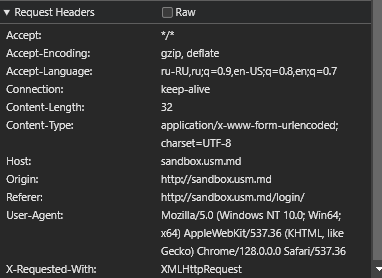 ▼ Request Headers Raw
Accept: */*
Accept-Encoding: gzip, deflate
Accept-Language: ru-RU,ru;q=0.9,en-US;q=0.8,en;q=0.7
Connection: keep-alive
Content-Length: 32
Content-Type: application/x-www-form-urlencoded;
charset=UTF-8
Host: sandbox.usm.md
Origin: http://sandbox.usm.md
Referer: http://sandbox.usm.md/login/
User-Agent: Mozilla/5.0 (Windows NT 10.0; Win64;
x64) AppleWebKit/537.36 (KHTML, like
Gecko) Chrome/128.0.0.0 Safari/537.36
X-Requested-With: XMLHttpRequest